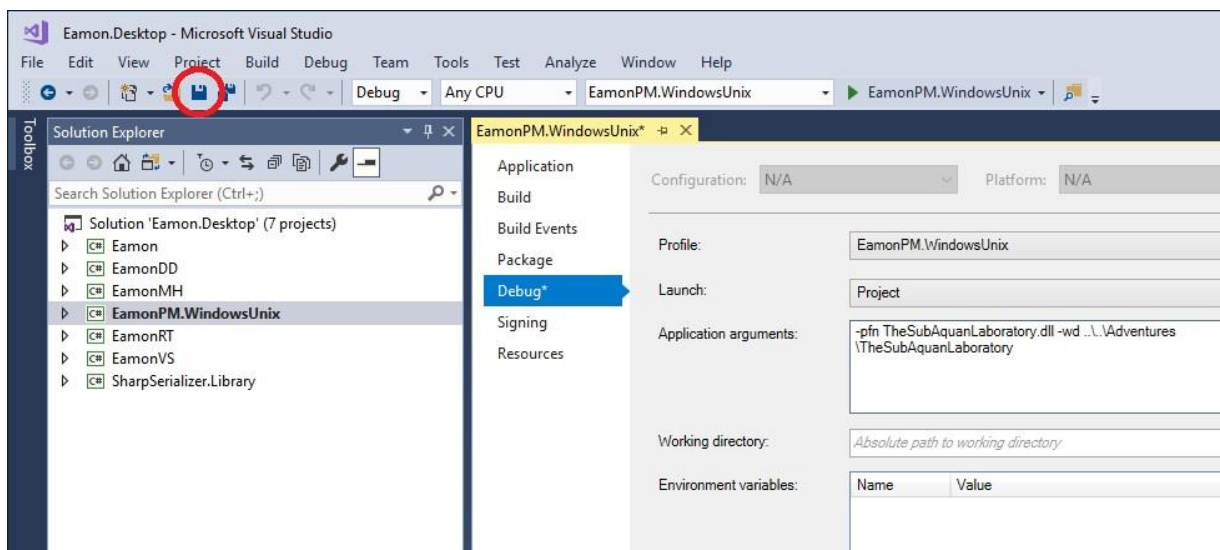 Eamon.Desktop - Microsoft Visual Studio
File Edit View Project Build Debug Team Tools Test Analyze Window Help
Debug Any CPU EamonPM.WindowsUnix EamonPM.WindowsUnix
Toolbox
Solution Explorer
Search Solution Explorer (Ctrl+;)
Solution 'Eamon.Desktop' (7 projects)
C# Eamon
C# EamonDD
C# EamonMH
C# EamonPM.WindowsUnix
C# EamonRT
C# EamonVS
C# SharpSerializer.Library
EamonPM.WindowsUnix*
Application
Build
Build Events
Package
Debug*
Signing
Resources
Configuration: N/A Platform: N/A
Profile: EamonPM.WindowsUnix
Launch: Project
Application arguments: -pfn TheSubAquanLaboratory.dll -wd ..\..\Adventures
\TheSubAquanLaboratory
Working directory: Absolute path to working directory
Environment variables: Name Value